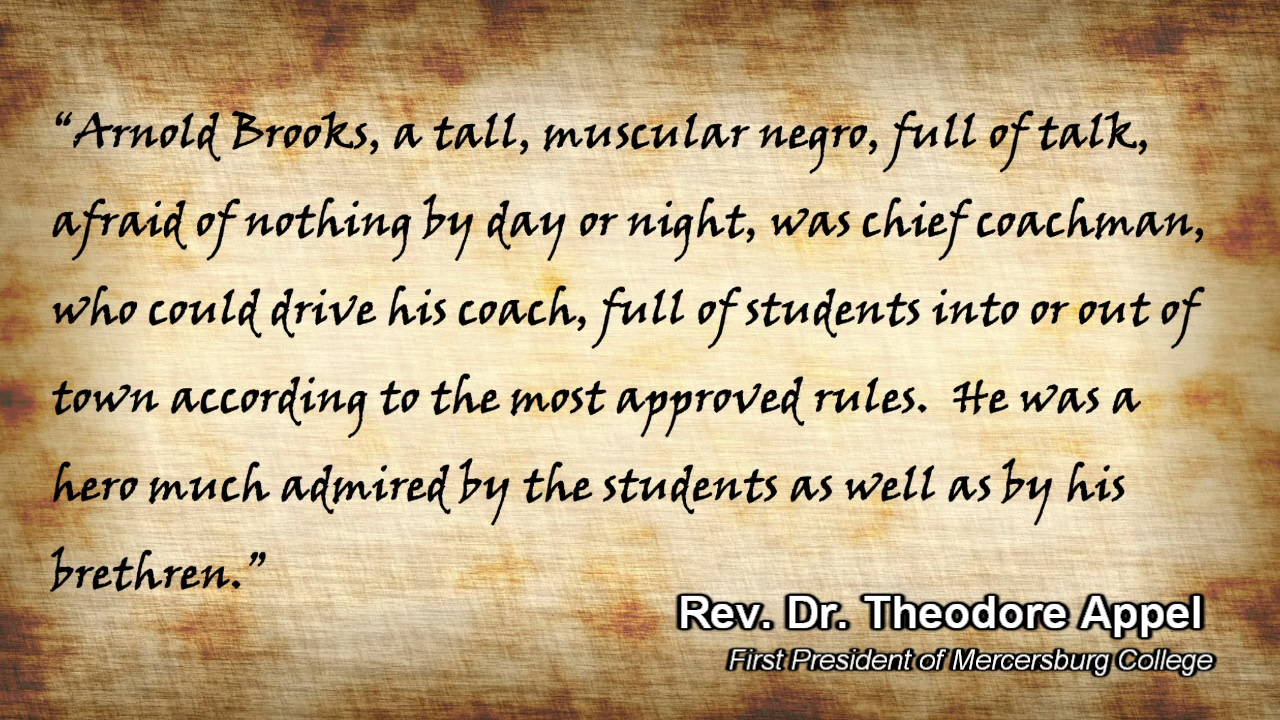 “Arnold Brooks, a tall, muscular negro, full of talk,
afraid of nothing by day or night, was chief coachman,
who could drive his coach, full of students into or out of
town according to the most approved rules.  He was a
hero much admired by the students as well as by his
brethren.”
Rev. Dr. Theodore Appel
First President of Mercersburg College